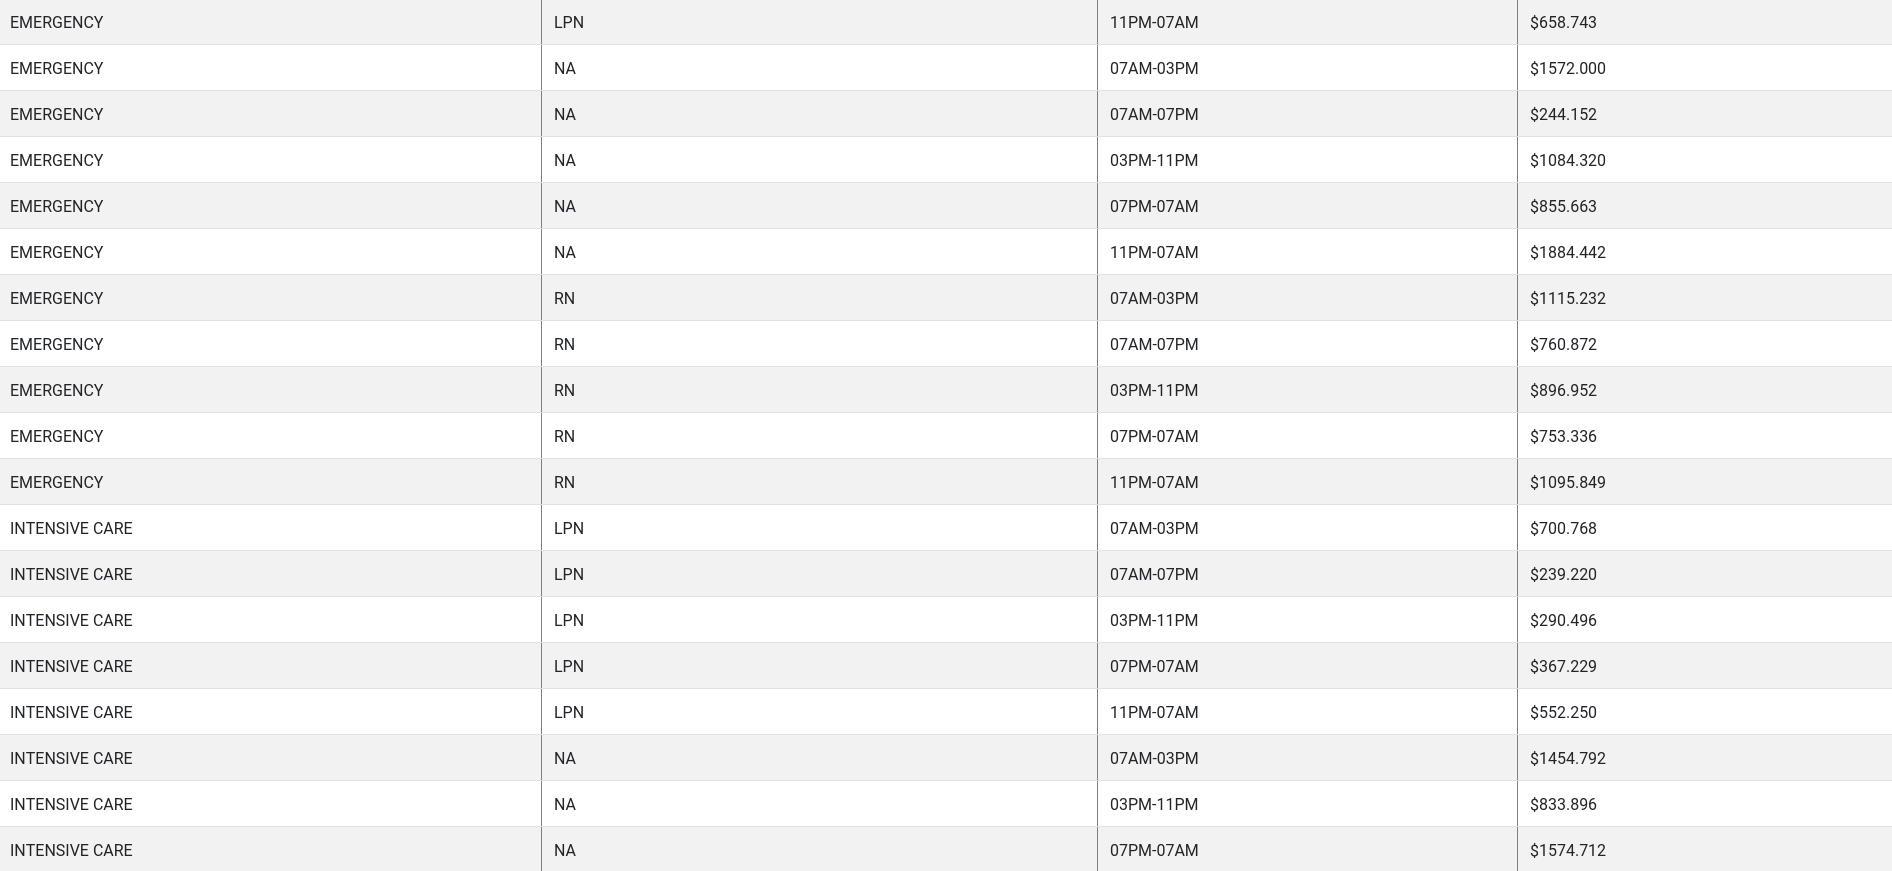 EMERGENCY LPN 11PM-07AM $658.743
EMERGENCY NA 07AM-03PM $1572.000
EMERGENCY NA 07AM-07PM $244.152
EMERGENCY NA 03PM-11PM $1084.320
EMERGENCY NA 07PM-07AM $855.663
EMERGENCY NA 11PM-07AM $1884.442
EMERGENCY RN 07AM-03PM $1115.232
EMERGENCY RN 07AM-07PM $760.872
EMERGENCY RN 03PM-11PM $896.952
EMERGENCY RN 07PM-07AM $753.336
EMERGENCY RN 11PM-07AM $1095.849
INTENSIVE CARE LPN 07AM-03PM $700.768
INTENSIVE CARE LPN 07AM-07PM $239.220
INTENSIVE CARE LPN 03PM-11PM $290.496
INTENSIVE CARE LPN 07PM-07AM $367.229
INTENSIVE CARE LPN 11PM-07AM $552.250
INTENSIVE CARE NA 07AM-03PM $1454.792
INTENSIVE CARE NA 03PM-11PM $833.896
INTENSIVE CARE NA 07PM-07AM $1574.712